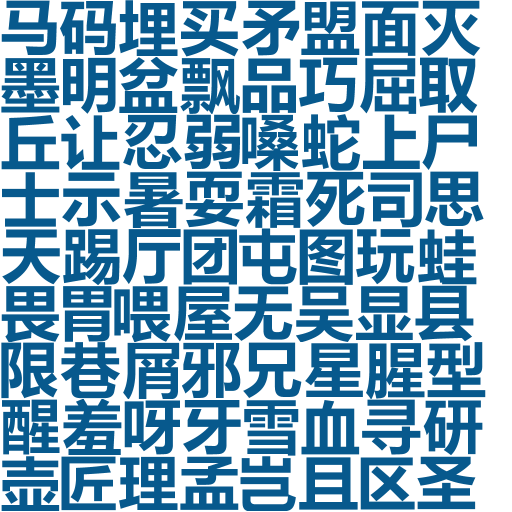 马码埋买矛盟面灭
墨明盆飘品巧屈取
丘让忍弱嗓蛇上尸
士示暑耍霜死司思
天踢厅团屯图玩蛙
畏胃喂屋无吴显县
限巷屑邪兄星腥型
醒羞呀牙雪血寻研
壶匠理孟岂且区圣